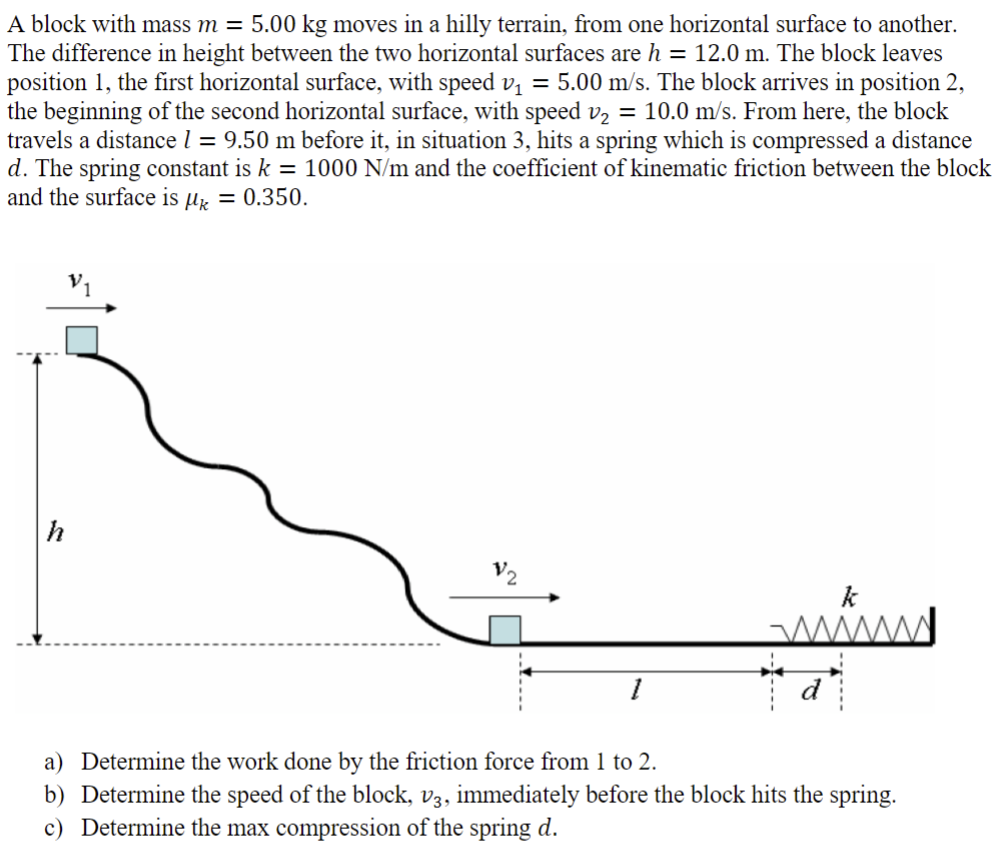 A block with mass m = 5.00 kg moves in a hilly terrain, from one horizontal surface to another.
The difference in height between the two horizontal surfaces are h = 12.0 m. The block leaves
position 1, the first horizontal surface, with speed v₁ = 5.00 m/s. The block arrives in position 2,
the beginning of the second horizontal surface, with speed v₂ = 10.0 m/s. From here, the block
travels a distance l = 9.50 m before it, in situation 3, hits a spring which is compressed a distance
d. The spring constant is k = 1000 N/m and the coefficient of kinematic friction between the block
and the surface is μₖ = 0.350.
v₁
h
v₂
k
l
d
a) Determine the work done by the friction force from 1 to 2.
b) Determine the speed of the block, v₃, immediately before the block hits the spring.
c) Determine the max compression of the spring d.